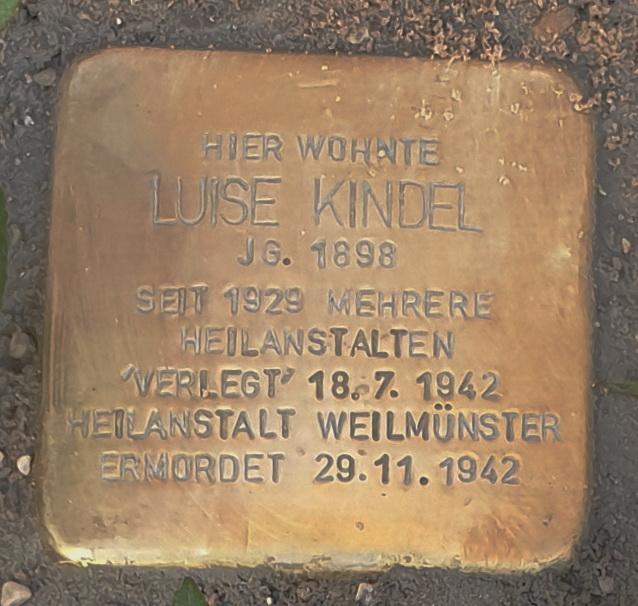 HIER WOHNTE
LUISE KINDEL
JG. 1898
SEIT 1929 MEHRERE
HEILANSTALTEN
'VERLEGT' 18.7. 1942
HEILANSTALT WEILMÜNSTER
ERMORDET 29.11.1942